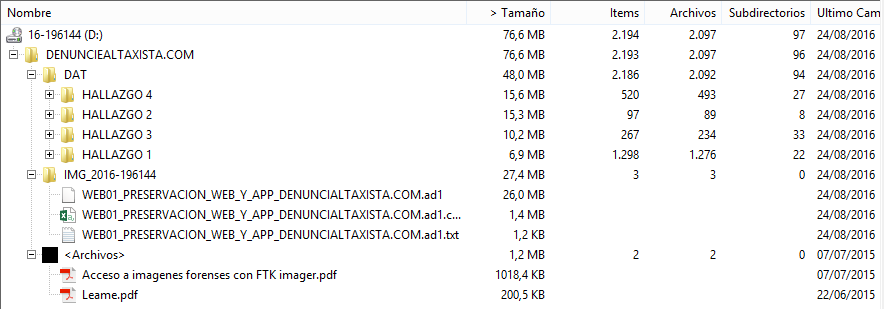 Nombre > Tamaño Items Archivos Subdirectorios Ultimo Cam
16-196144 (D:) 76,6 MB 2.194 2.097 97 24/08/2016
DENUNCIEALTAXISTA.COM 76,6 MB 2.193 2.097 96 24/08/2016
DAT 48,0 MB 2.186 2.092 94 24/08/2016
HALLAZGO 4 15,6 MB 520 493 27 24/08/2016
HALLAZGO 2 15,3 MB 97 89 8 24/08/2016
HALLAZGO 3 10,2 MB 267 234 33 24/08/2016
HALLAZGO 1 6,9 MB 1.298 1.276 22 24/08/2016
IMG_2016-196144 27,4 MB 3 3 0 24/08/2016
WEB01_PRESERVACION_WEB_Y_APP_DENUNCIALTAXISTA.COM.ad1 26,0 MB 24/08/2016
WEB01_PRESERVACION_WEB_Y_APP_DENUNCIALTAXISTA.COM.ad1.c... 1,4 MB 24/08/2016
WEB01_PRESERVACION_WEB_Y_APP_DENUNCIALTAXISTA.COM.ad1.txt 1,2 KB 24/08/2016
<Archivos> 1,2 MB 2 2 0 07/07/2015
Acceso a imagenes forenses con FTK imager.pdf 1018,4 KB 07/07/2015
Leame.pdf 200,5 KB 22/06/2015